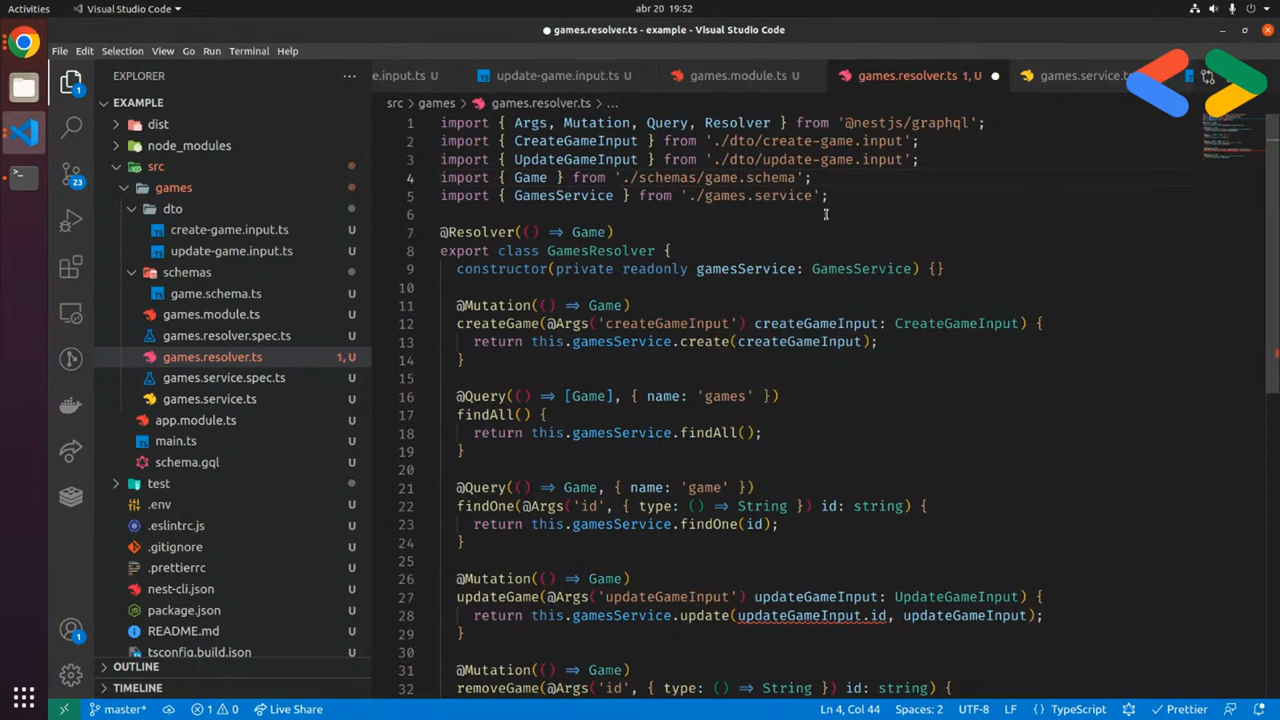 Activities
Visual Studio Code
abr 20 19:52
games.resolver.ts - example - Visual Studio Code
File Edit Selection View Go Run Terminal Help
EXPLORER
e.input.ts U
update-game.input.ts U
games.module.ts U
games.resolver.ts 1, U
games.service.ts
EXAMPLE
dist
node_modules
src
games
dto
create-game.input.ts U
update-game.input.ts U
schemas
game.schema.ts U
games.module.ts U
games.resolver.spec.ts U
games.resolver.ts 1, U
games.service.spec.ts U
games.service.ts U
app.module.ts U
main.ts U
schema.gql U
test
.env U
.eslintrc.js U
.gitignore U
.prettierrc U
nest-cli.json U
package.json U
README.md U
tsconfig.build.json U
OUTLINE
TIMELINE
1
23
1
src > games > games.resolver.ts > ...
1 import { Args, Mutation, Query, Resolver } from '@nestjs/graphql';
2 import { CreateGameInput } from './dto/create-game.input';
3 import { UpdateGameInput } from './dto/update-game.input';
4 import { Game } from './schemas/game.schema';
5 import { GamesService } from './games.service';
6
7 @Resolver(() => Game)
8 export class GamesResolver {
9 constructor(private readonly gamesService: GamesService) {}
10
11 @Mutation(() => Game)
12 createGame(@Args('createGameInput') createGameInput: CreateGameInput) {
13 return this.gamesService.create(createGameInput);
14 }
15
16 @Query(() => [Game], { name: 'games' })
17 findAll() {
18 return this.gamesService.findAll();
19 }
20
21 @Query(() => Game, { name: 'game' })
22 findOne(@Args('id', { type: () => String }) id: string) {
23 return this.gamesService.findOne(id);
24 }
25
26 @Mutation(() => Game)
27 updateGame(@Args('updateGameInput') updateGameInput: UpdateGameInput) {
28 return this.gamesService.update(updateGameInput.id, updateGameInput);
29 }
30
31 @Mutation(() => Game)
32 removeGame(@Args('id', { type: () => String }) id: string) {
master* 1 0 Live Share Ln 4, Col 44 Spaces: 2 UTF-8 LF { } TypeScript Prettier